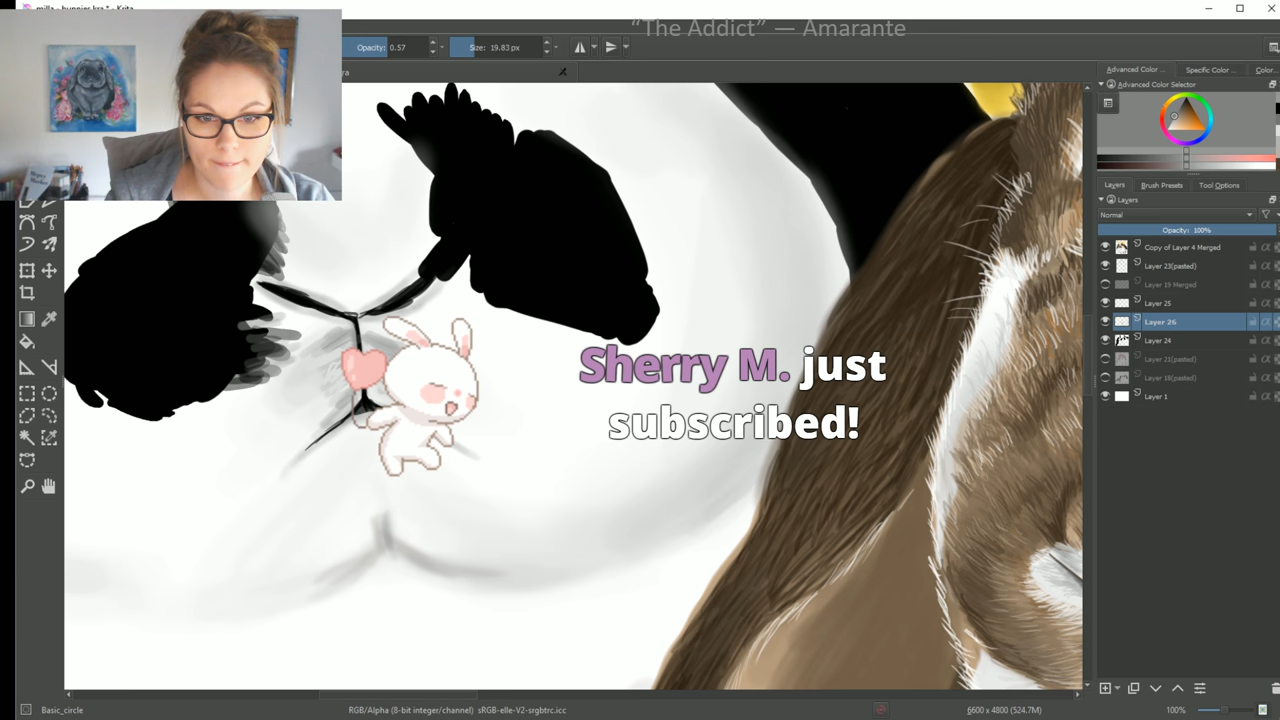 milla - bunnies.kra * - Krita
"The Addict" — Amarante
Opacity: 0.57
Size: 19.83 px
Advanced Color ...
Specific Color ...
Color...
Advanced Color Selector
Layers
Brush Presets
Tool Options
Layers
Normal
Opacity: 100%
Copy of Layer 4 Merged
Layer 23(pasted)
Layer 19 Merged
Layer 25
Layer 26
Layer 24
Layer 21(pasted)
Layer 18(pasted)
Layer 1
Sherry M. just
subscribed!
Basic_circle
RGB/Alpha (8-bit integer/channel) sRGB-elle-V2-srgbtrc.icc
6600 x 4800 (524.7M)
100%